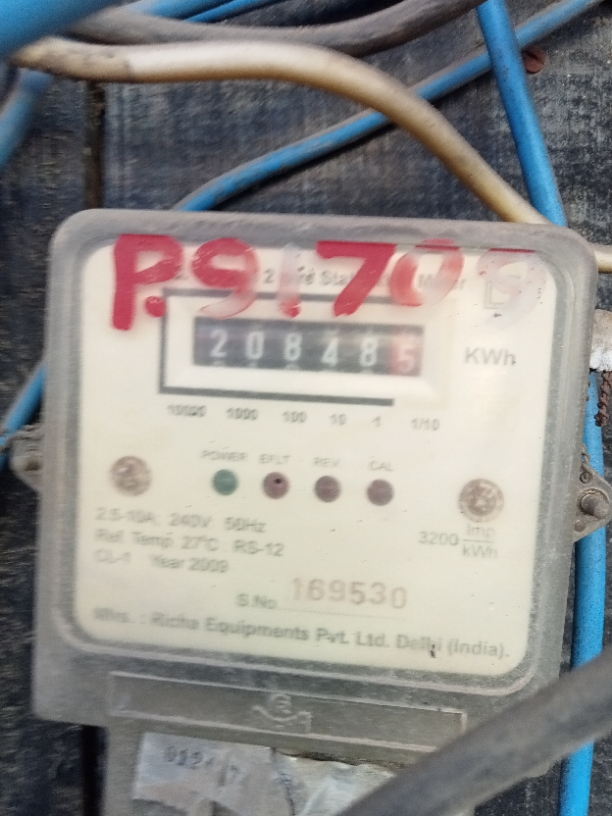 P.91709
208485 KWh
10000 1000 100 10 1 1/10
POWER EFLT REV CAL
2.5-10A; 240V; 50Hz
Ref. Temp. 27°C RS-12
3200 Imp/kWh
CL-1 Year 2009
S.No. 169530
Mfrs. : Richa Equipments Pvt. Ltd. Delhi (India).